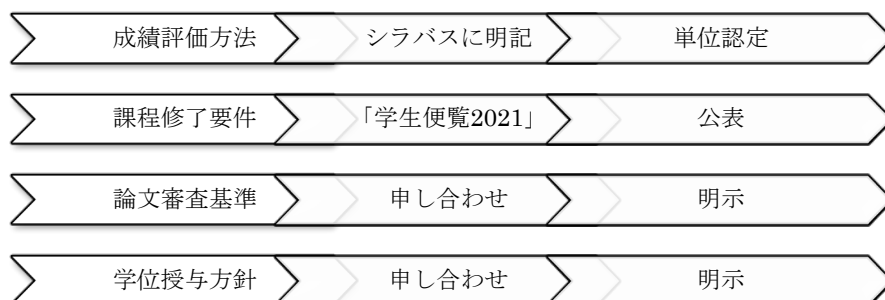 成績評価方法 シラバスに明記 単位認定
課程修了要件 「学生便覧2021」 公表
論文審査基準 申し合わせ 明示
学位授与方針 申し合わせ 明示